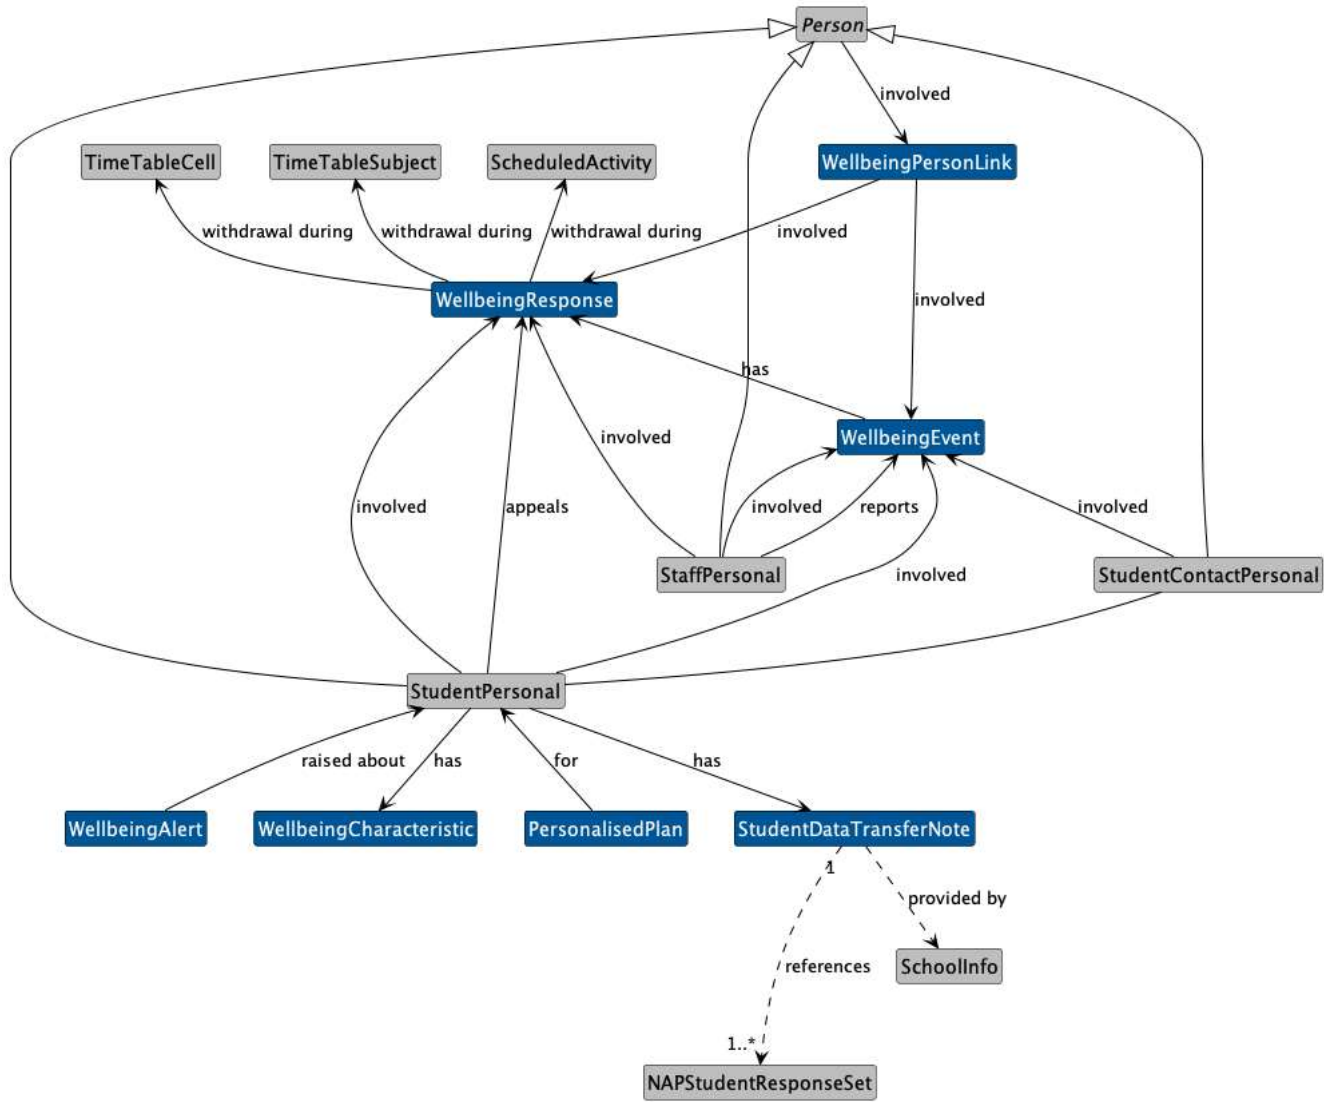 Person
involved
TimeTableCell
TimeTableSubject
ScheduledActivity
WellbeingPersonLink
withdrawal during
withdrawal during
withdrawal during
involved
WellbeingResponse
involved
has
WellbeingEvent
involved
involved
appeals
involved
reports
involved
StaffPersonal
involved
StudentContactPersonal
StudentPersonal
raised about
has
for
has
WellbeingAlert
WellbeingCharacteristic
PersonalisedPlan
StudentDataTransferNote
1
provided by
references
SchoolInfo
1..*
NAPStudentResponseSet